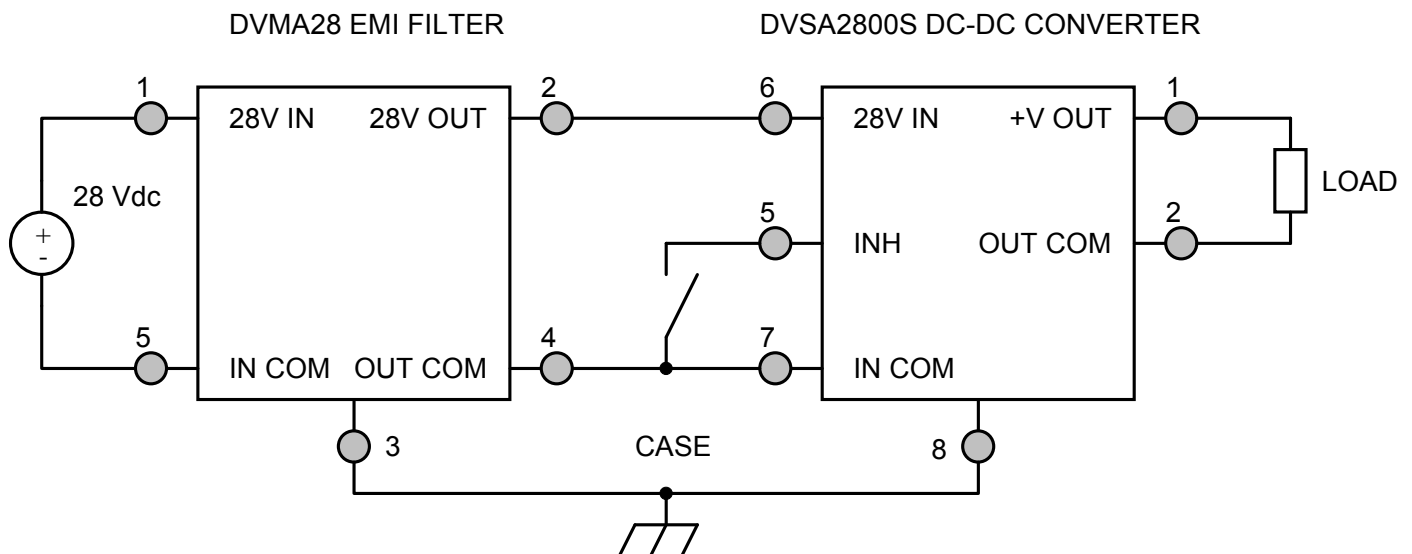 DVMA28 EMI FILTER
DVSA2800S DC-DC CONVERTER
1
2
6
1
28V IN
28V OUT
28V IN
+V OUT
28 Vdc
LOAD
+
-
5
2
INH
OUT COM
5
4
7
IN COM
OUT COM
IN COM
3
CASE
8